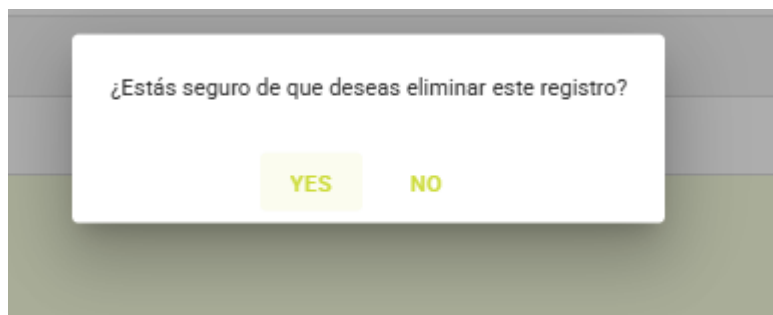 ¿Estás seguro de que deseas eliminar este registro?
YES NO